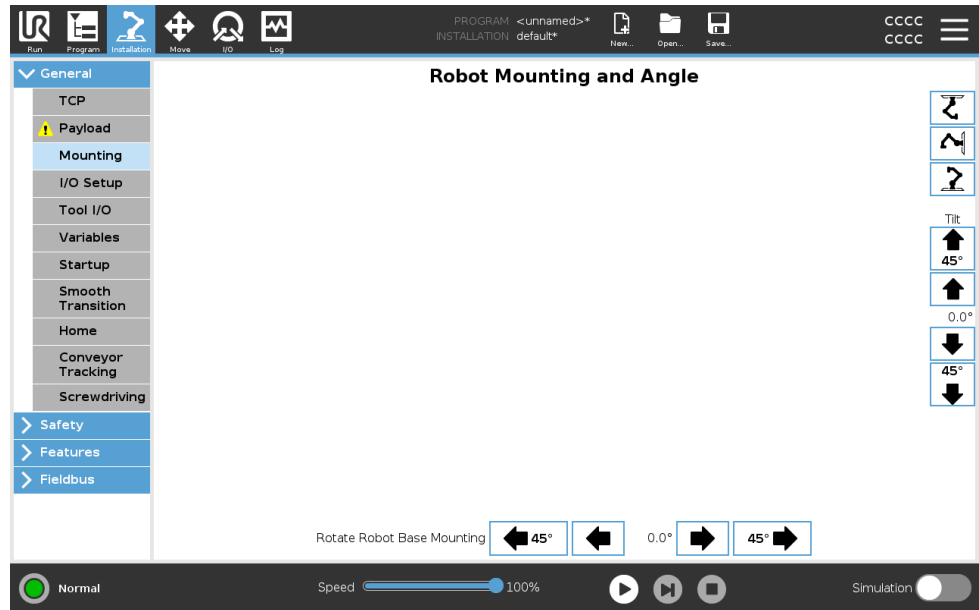 PROGRAM <unnamed>*
INSTALLATION default*
Run
Program
Installation
Move
I/O
Log
New...
Open...
Save...
cccc
cccc
General
TCP
Payload
Mounting
I/O Setup
Tool I/O
Variables
Startup
Smooth
Transition
Home
Conveyor
Tracking
Screwdriving
Safety
Features
Fieldbus
Robot Mounting and Angle
Tilt
45°
0.0°
45°
Rotate Robot Base Mounting 45° 0.0° 45°
Normal
Speed 100%
Simulation